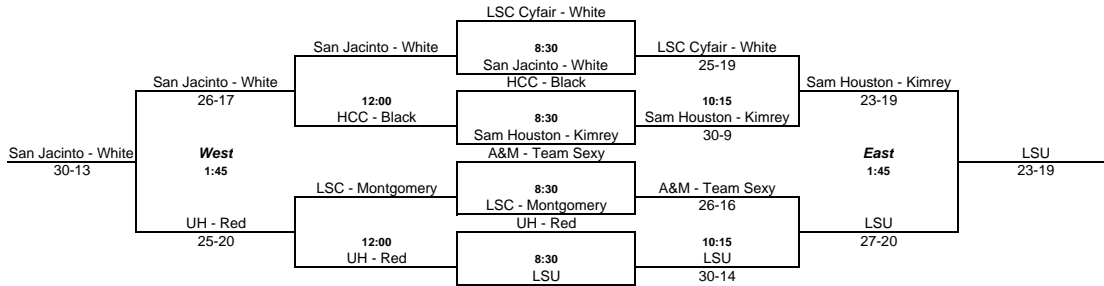 LSC Cyfair - White
San Jacinto - White 8:30 LSC Cyfair - White
San Jacinto - White 25-19
San Jacinto - White HCC - Black Sam Houston - Kimrey
26-17 12:00 8:30 10:15 23-19
HCC - Black Sam Houston - Kimrey
Sam Houston - Kimrey 30-9
San Jacinto - White West A&M - Team Sexy East LSU
30-13 1:45 1:45 23-19
LSC - Montgomery 8:30 A&M - Team Sexy
LSC - Montgomery 26-16
UH - Red UH - Red LSU
25-20 12:00 10:15 27-20
UH - Red 8:30 LSU
LSU 30-14